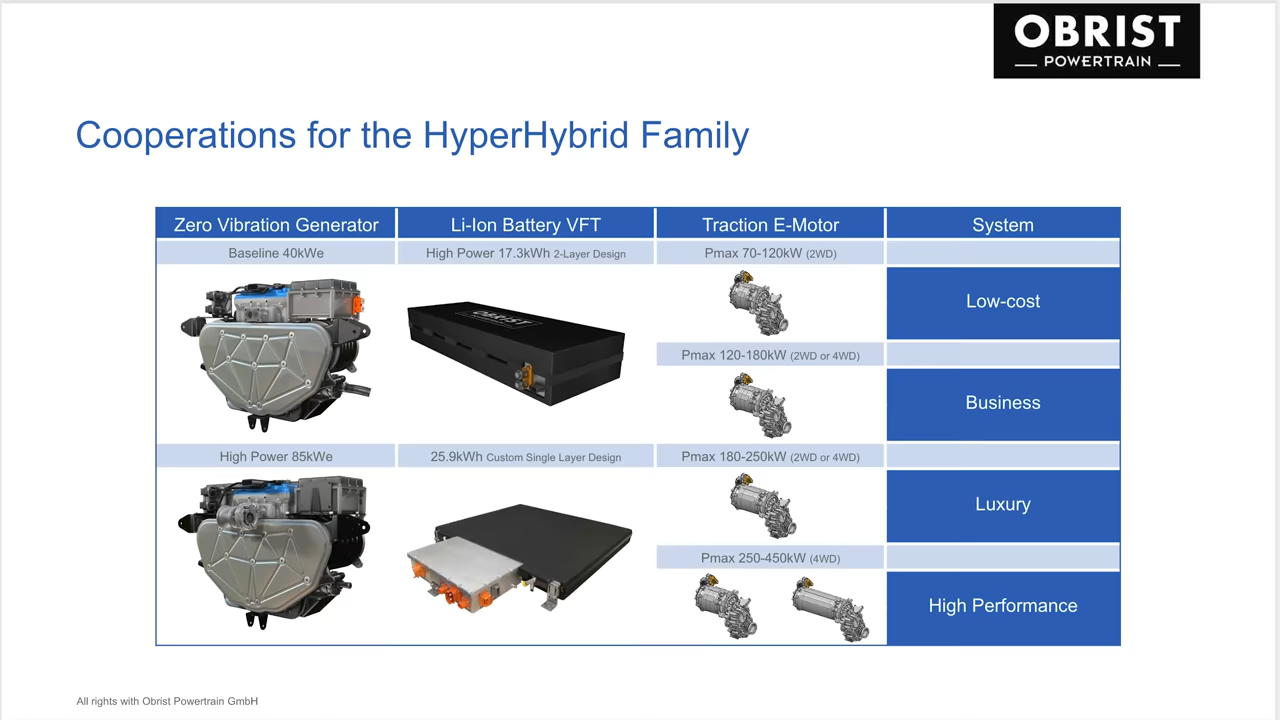 OBRIST
POWERTRAIN
Cooperations for the HyperHybrid Family
Zero Vibration Generator
Li-Ion Battery VFT
Traction E-Motor
System
Baseline 40kWe
High Power 17.3kWh 2-Layer Design
Pmax 70-120kW (2WD)
OBRIST
Low-cost
Pmax 120-180kW (2WD or 4WD)
Business
High Power 85kWe
25.9kWh Custom Single Layer Design
Pmax 180-250kW (2WD or 4WD)
Luxury
Pmax 250-450kW (4WD)
High Performance
All rights with Obrist Powertrain GmbH